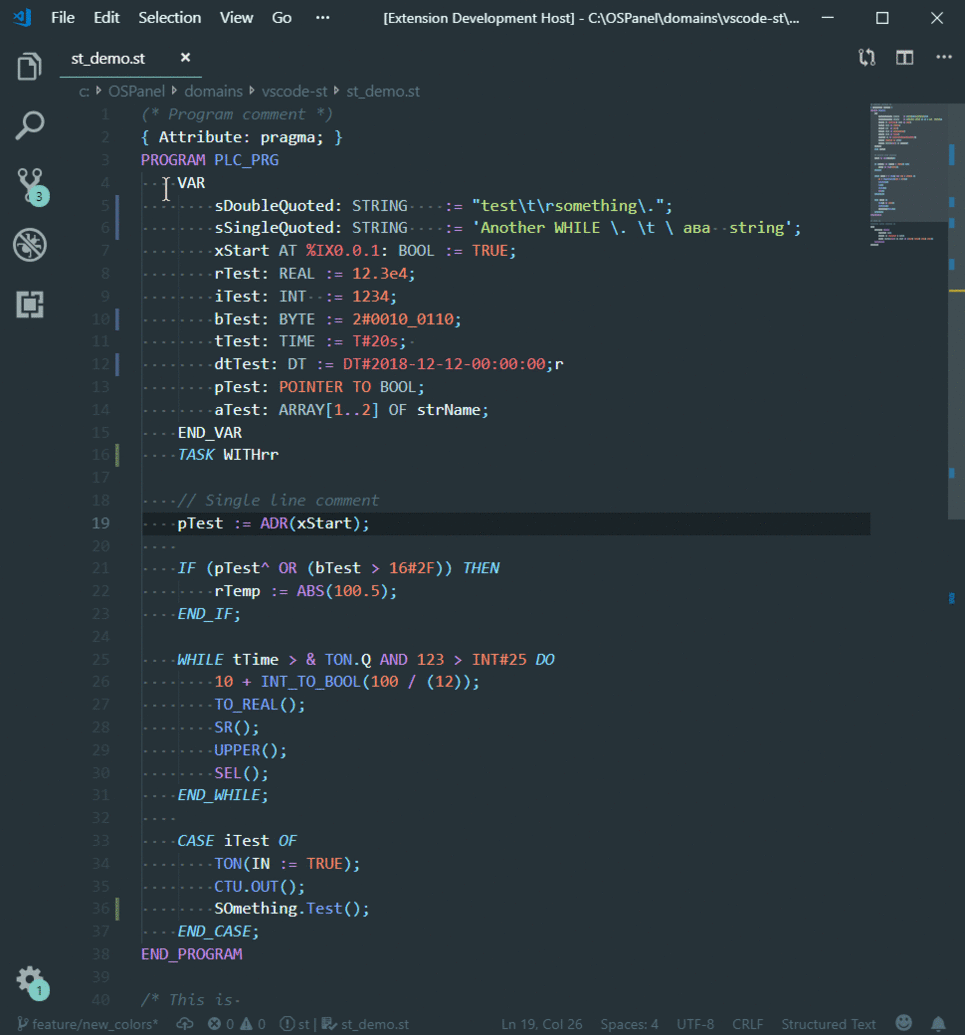 File Edit Selection View Go ··· [Extension Development Host] - C:\OSPanel\domains\vscode-st\...
st_demo.st
c: OSPanel domains vscode-st st_demo.st
1 (* Program comment *)
2 { Attribute: pragma; }
3 PROGRAM PLC_PRG
4 VAR
5 sDoubleQuoted: STRING := "test\t\rsomething\.";
6 sSingleQuoted: STRING := 'Another WHILE \. \t \ ава string';
7 xStart AT %IX0.0.1: BOOL := TRUE;
8 rTest: REAL := 12.3e4;
9 iTest: INT := 1234;
10 bTest: BYTE := 2#0010_0110;
11 tTest: TIME := T#20s;
12 dtTest: DT := DT#2018-12-12-00:00:00;r
13 pTest: POINTER TO BOOL;
14 aTest: ARRAY[1..2] OF strName;
15 END_VAR
16 TASK WITHrr
17
18 // Single line comment
19 pTest := ADR(xStart);
20
21 IF (pTest^ OR (bTest > 16#2F)) THEN
22 rTemp := ABS(100.5);
23 END_IF;
24
25 WHILE tTime > & TON.Q AND 123 > INT#25 DO
26 10 + INT_TO_BOOL(100 / (12));
27 TO_REAL();
28 SR();
29 UPPER();
30 SEL();
31 END_WHILE;
32
33 CASE iTest OF
34 TON(IN := TRUE);
35 CTU.OUT();
36 SOmething.Test();
37 END_CASE;
38 END_PROGRAM
39
40 /* This is
3
1
feature/new_colors* 0 0 st | st_demo.st Ln 19, Col 26 Spaces: 4 UTF-8 CRLF Structured Text